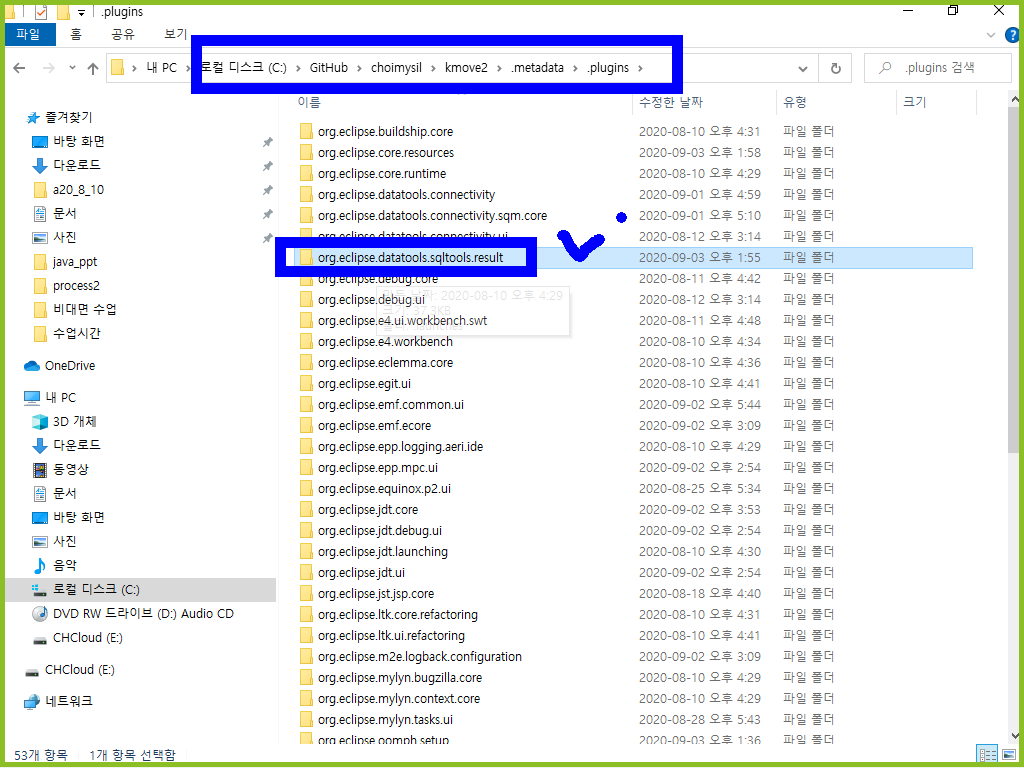 .plugins
파일 홈 공유 보기
내 PC › 로컬 디스크 (C:) › GitHub › choimysil › kmove2 › .metadata › .plugins ›
.plugins 검색
이름 수정한 날짜 유형 크기
즐겨찾기
바탕 화면
다운로드
a20_8_10
문서
사진
java_ppt
process2
비대면 수업
수업시간
OneDrive
내 PC
3D 개체
다운로드
동영상
문서
바탕 화면
사진
음악
로컬 디스크 (C:)
DVD RW 드라이브 (D:) Audio CD
CHCloud (E:)
CHCloud (E:)
네트워크
org.eclipse.buildship.core 2020-08-10 오후 4:31 파일 폴더
org.eclipse.core.resources 2020-09-03 오후 1:58 파일 폴더
org.eclipse.core.runtime 2020-08-10 오후 4:29 파일 폴더
org.eclipse.datatools.connectivity 2020-09-01 오후 4:59 파일 폴더
org.eclipse.datatools.connectivity.sqm.core 2020-09-01 오후 5:10 파일 폴더
org.eclipse.datatools.connectivity.ui 2020-08-12 오후 3:14 파일 폴더
org.eclipse.datatools.sqltools.result 2020-09-03 오후 1:55 파일 폴더
org.eclipse.debug.core 2020-08-11 오후 4:42 파일 폴더
org.eclipse.debug.ui 2020-08-12 오후 3:14 파일 폴더
org.eclipse.e4.ui.workbench.swt 2020-08-11 오후 4:48 파일 폴더
org.eclipse.e4.workbench 2020-08-10 오후 4:34 파일 폴더
org.eclipse.eclemma.core 2020-08-10 오후 4:36 파일 폴더
org.eclipse.egit.ui 2020-08-10 오후 4:41 파일 폴더
org.eclipse.emf.common.ui 2020-09-02 오후 5:44 파일 폴더
org.eclipse.emf.ecore 2020-09-02 오후 3:09 파일 폴더
org.eclipse.epp.logging.aeri.ide 2020-08-10 오후 4:29 파일 폴더
org.eclipse.epp.mpc.ui 2020-09-02 오후 2:54 파일 폴더
org.eclipse.equinox.p2.ui 2020-08-25 오후 5:34 파일 폴더
org.eclipse.jdt.core 2020-09-02 오후 3:53 파일 폴더
org.eclipse.jdt.debug.ui 2020-09-02 오후 2:54 파일 폴더
org.eclipse.jdt.launching 2020-08-10 오후 4:30 파일 폴더
org.eclipse.jdt.ui 2020-09-02 오후 2:54 파일 폴더
org.eclipse.jst.jsp.core 2020-08-18 오후 4:40 파일 폴더
org.eclipse.ltk.core.refactoring 2020-08-10 오후 4:31 파일 폴더
org.eclipse.ltk.ui.refactoring 2020-08-10 오후 4:41 파일 폴더
org.eclipse.m2e.logback.configuration 2020-09-02 오후 3:09 파일 폴더
org.eclipse.mylyn.bugzilla.core 2020-08-10 오후 4:29 파일 폴더
org.eclipse.mylyn.context.core 2020-08-10 오후 4:29 파일 폴더
org.eclipse.mylyn.tasks.ui 2020-08-28 오후 5:43 파일 폴더
org.eclipse.oomph.setup 2020-09-03 오후 1:36 파일 폴더
날짜: 2020-08-10 오후 4:29
53개 항목 1개 항목 선택함